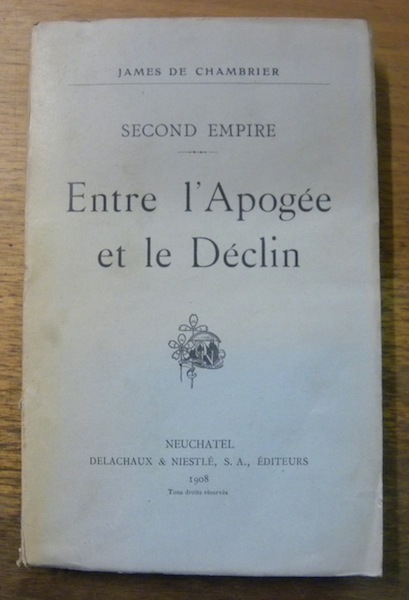 JAMES DE CHAMBRIER
SECOND EMPIRE
Entre l'Apogée
et le Déclin
NEUCHATEL
DELACHAUX & NIESTLÉ, S. A., ÉDITEURS
1908
Tous droits réservés